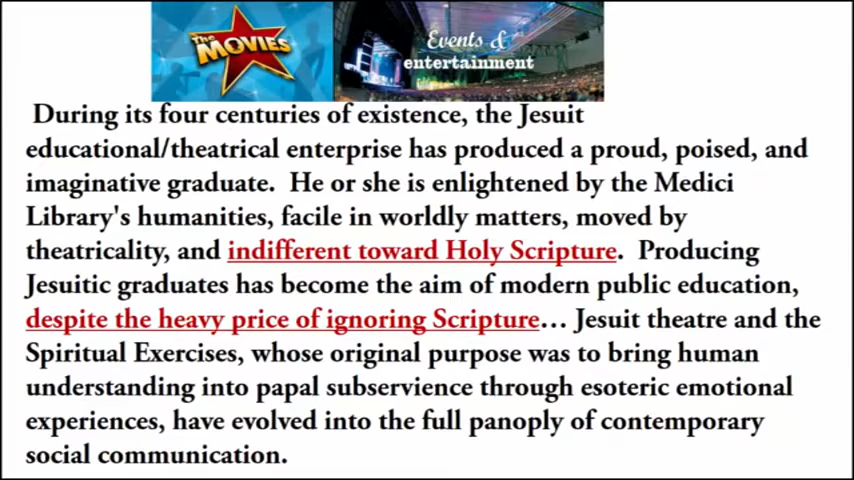 The
MOVIES
Events &
entertainment
During its four centuries of existence, the Jesuit
educational/theatrical enterprise has produced a proud, poised, and
imaginative graduate. He or she is enlightened by the Medici
Library's humanities, facile in worldly matters, moved by
theatricality, and indifferent toward Holy Scripture. Producing
Jesuitic graduates has become the aim of modern public education,
despite the heavy price of ignoring Scripture... Jesuit theatre and the
Spiritual Exercises, whose original purpose was to bring human
understanding into papal subservience through esoteric emotional
experiences, have evolved into the full panoply of contemporary
social communication.